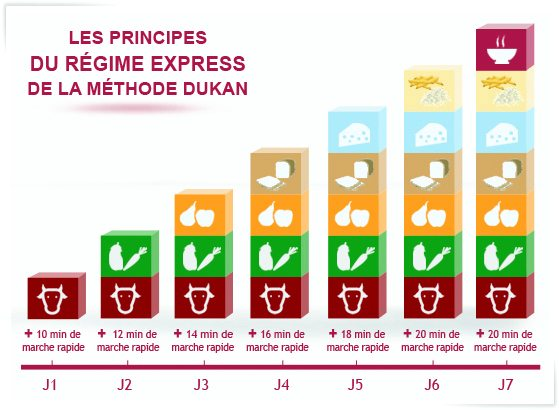 LES PRINCIPES
DU RÉGIME EXPRESS
DE LA MÉTHODE DUKAN
+ 10 min de
marche rapide
+ 12 min de
marche rapide
+ 14 min de
marche rapide
+ 16 min de
marche rapide
+ 18 min de
marche rapide
+ 20 min de
marche rapide
+ 20 min de
marche rapide
J1
J2
J3
J4
J5
J6
J7